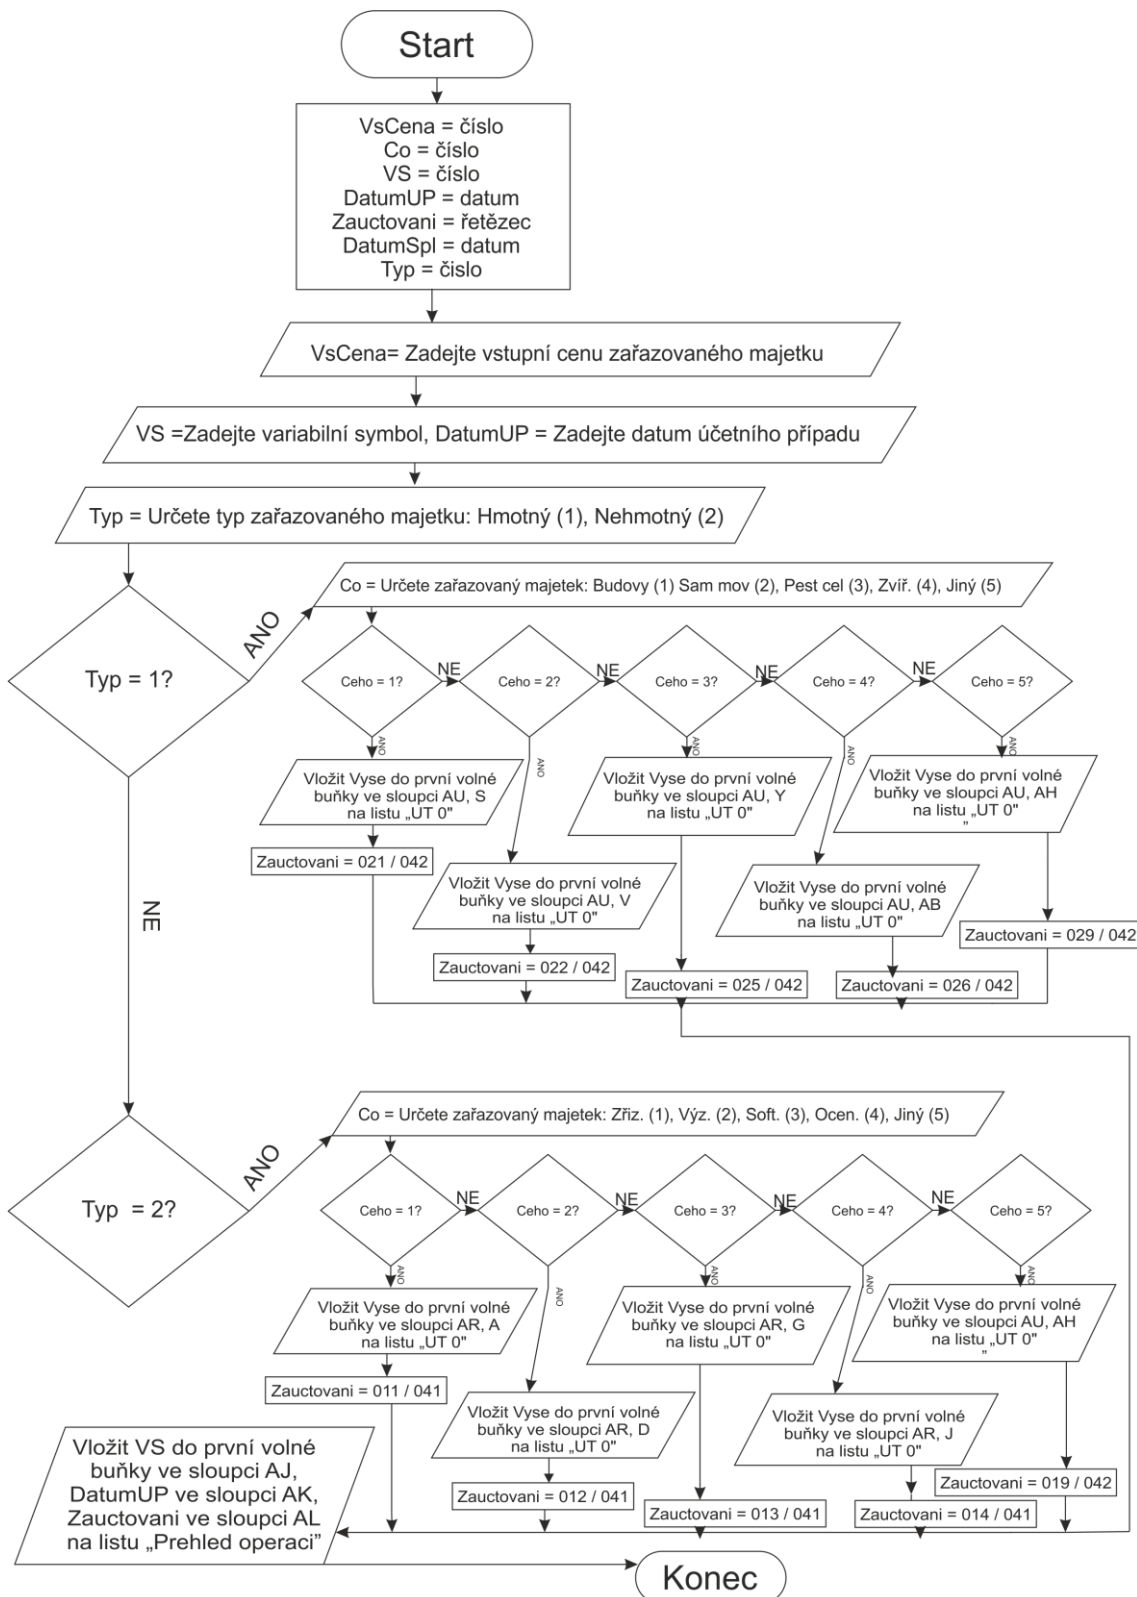 Start
VsCena = číslo
Co = číslo
VS = číslo
DatumUP = datum
Zauctovani = řetězec
DatumSpl = datum
Typ = čislo
VsCena= Zadejte vstupní cenu zařazovaného majetku
VS =Zadejte variabilní symbol, DatumUP = Zadejte datum účetního případu
Typ = Určete typ zařazovaného majetku: Hmotný (1), Nehmotný (2)
Typ = 1?
ANO
Co = Určete zařazovaný majetek: Budovy (1) Sam mov (2), Pest cel (3), Zvíř. (4), Jiný (5)
Ceho = 1?
NE
Ceho = 2?
NE
Ceho = 3?
NE
Ceho = 4?
NE
Ceho = 5?
ANO
Vložit Vyse do první volné
buňky ve sloupci AU, S
na listu „UT 0"
Zauctovani = 021 / 042
ANO
Vložit Vyse do první volné
buňky ve sloupci AU, V
na listu „UT 0"
Zauctovani = 022 / 042
ANO
Vložit Vyse do první volné
buňky ve sloupci AU, Y
na listu „UT 0"
Zauctovani = 025 / 042
ANO
Vložit Vyse do první volné
buňky ve sloupci AU, AB
na listu „UT 0"
Zauctovani = 026 / 042
ANO
Vložit Vyse do první volné
buňky ve sloupci AU, AH
na listu „UT 0"
”
Zauctovani = 029 / 042
NE
Typ = 2?
ANO
Co = Určete zařazovaný majetek: Zřiz. (1), Výz. (2), Soft. (3), Ocen. (4), Jiný (5)
Ceho = 1?
NE
Ceho = 2?
NE
Ceho = 3?
NE
Ceho = 4?
NE
Ceho = 5?
ANO
Vložit Vyse do první volné
buňky ve sloupci AR, A
na listu „UT 0"
Zauctovani = 011 / 041
ANO
Vložit Vyse do první volné
buňky ve sloupci AR, D
na listu „UT 0"
Zauctovani = 012 / 041
ANO
Vložit Vyse do první volné
buňky ve sloupci AR, G
na listu „UT 0"
Zauctovani = 013 / 041
ANO
Vložit Vyse do první volné
buňky ve sloupci AR, J
na listu „UT 0"
Zauctovani = 014 / 041
ANO
Vložit Vyse do první volné
buňky ve sloupci AU, AH
na listu „UT 0"
”
Zauctovani = 019 / 042
Vložit VS do první volné
buňky ve sloupci AJ,
DatumUP ve sloupci AK,
Zauctovani ve sloupci AL
na listu „Prehled operaci”
Konec